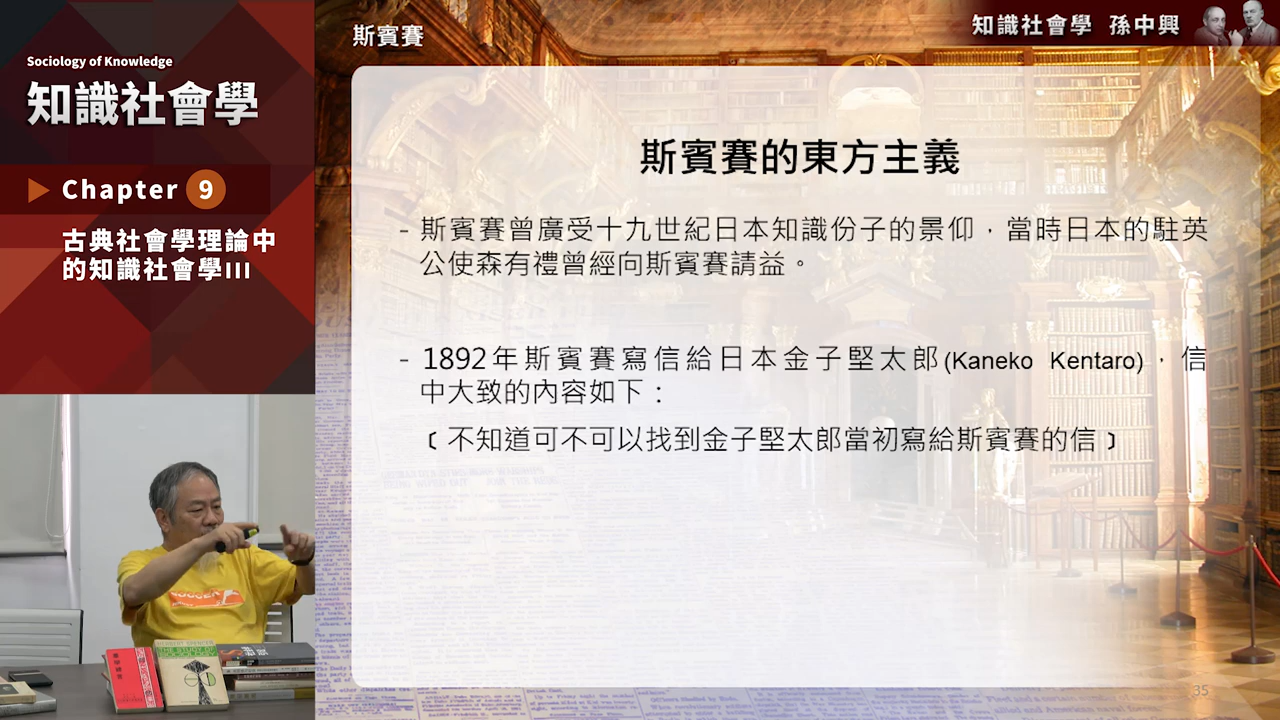 Sociology of Knowledge
知識社會學
Chapter 9
古典社會學理論中
的知識社會學III
斯賓賽
知識社會學 孫中興
斯賓賽的東方主義
- 斯賓賽曾廣受十九世紀日本知識份子的景仰，當時日本的駐英
公使森有禮曾經向斯賓賽請益。
- 1892年斯賓賽寫信給日本金子堅太郎(Kaneko Kentaro)，信
中大致的內容如下：
﹝不知道可不可以找到金子堅太郎當初寫給斯賓賽的信﹞
SOCCER
HERBERT SPENCER
THE STUDY OF
35